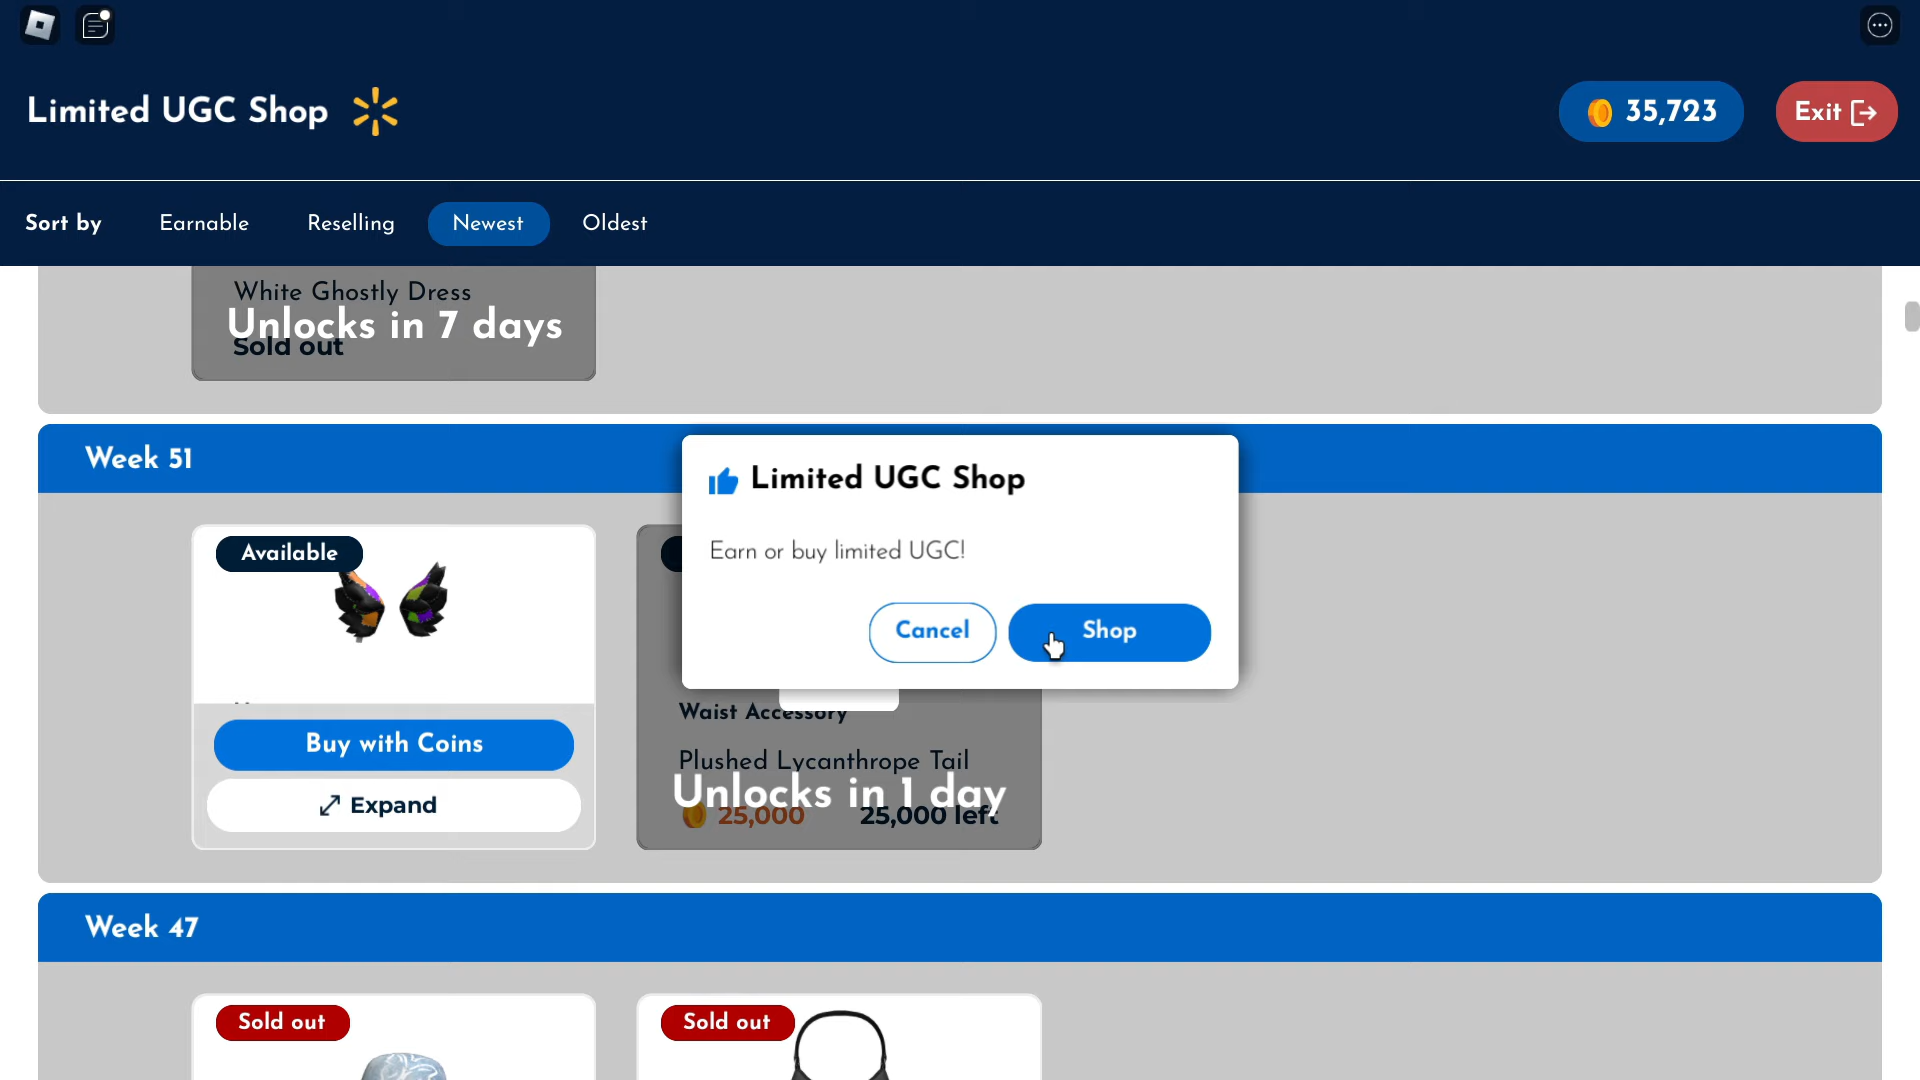 Limited UGC Shop
35,723
Exit
Sort by
Earnable
Reselling
Newest
Oldest
White Ghostly Dress
Unlocks in 7 days
Sold out
Week 51
Available
Limited UGC Shop
Earn or buy limited UGC!
Cancel
Shop
Buy with Coins
Expand
Waist Accessory
Plushed Lycanthrope Tail
Unlocks in 1 day
25,000
25,000 left
Week 47
Sold out
Sold out